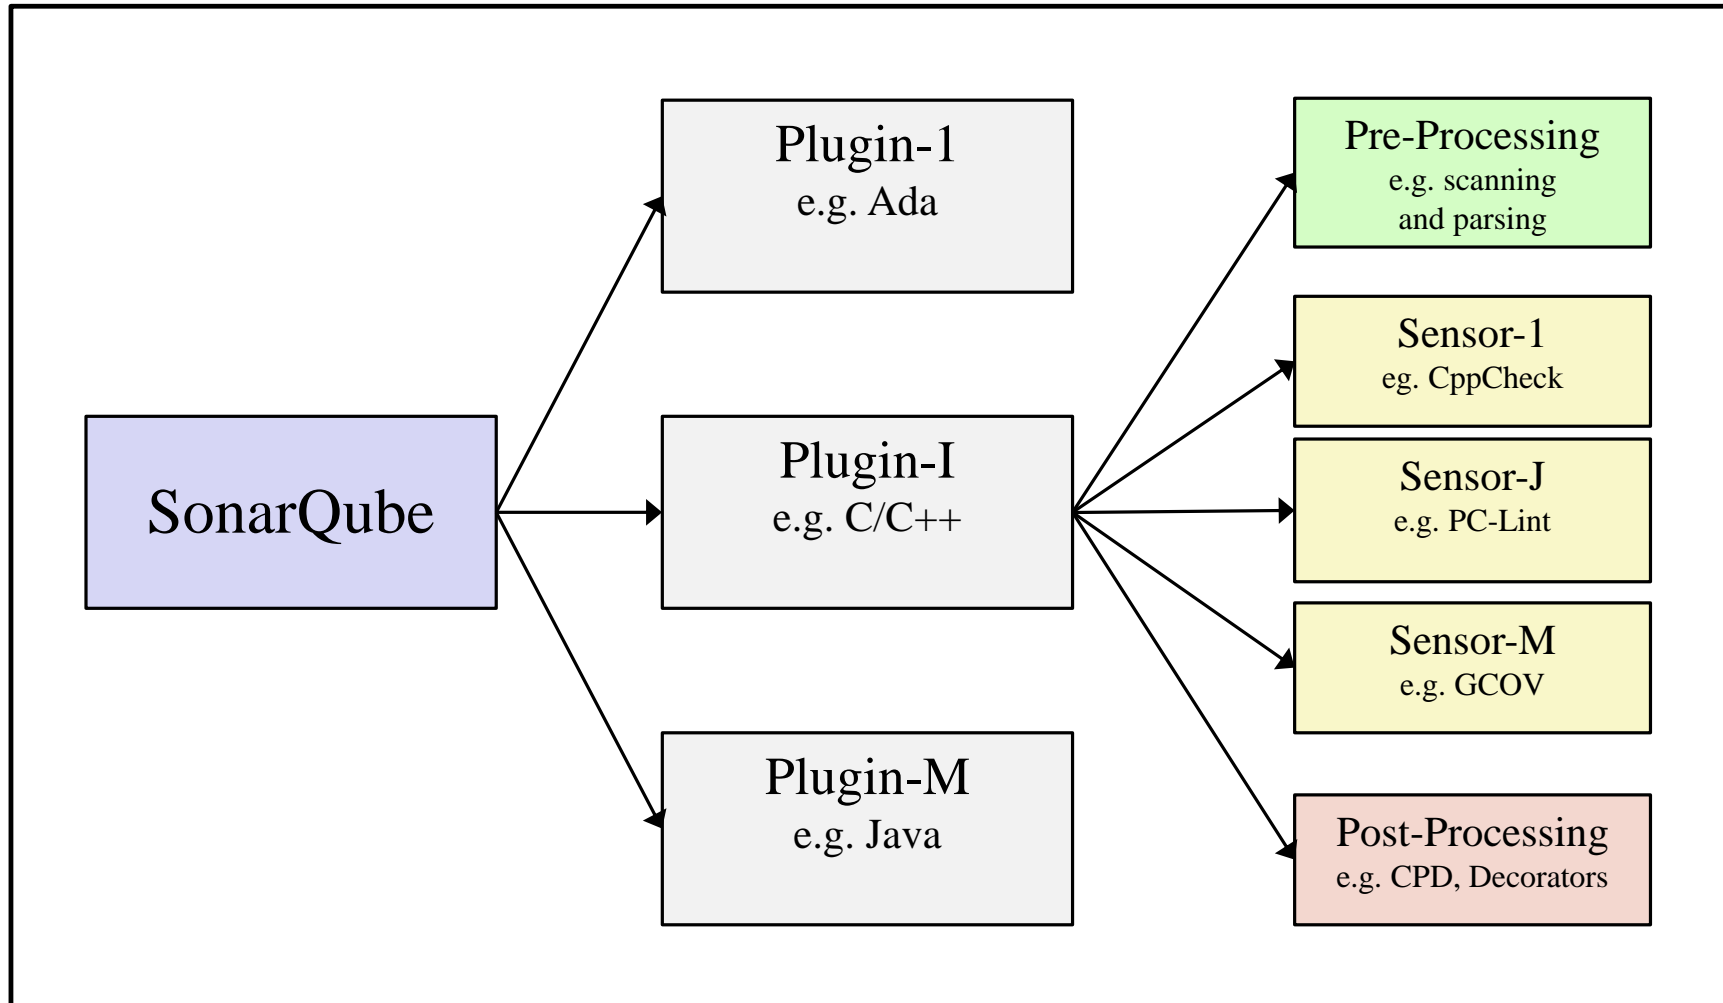 SonarQube
Plugin-1
e.g. Ada
Plugin-I
e.g. C/C++
Plugin-M
e.g. Java
Pre-Processing
e.g. scanning
and parsing
Sensor-1
eg. CppCheck
Sensor-J
e.g. PC-Lint
Sensor-M
e.g. GCOV
Post-Processing
e.g. CPD, Decorators